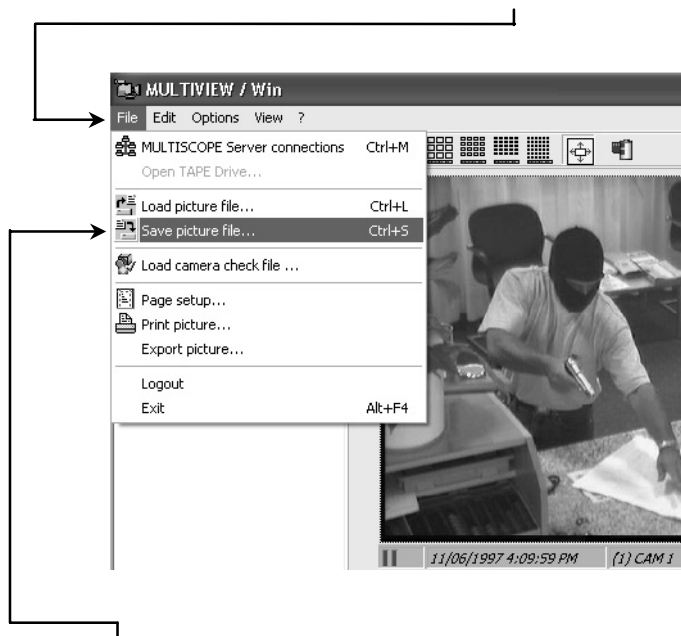 MULTIVIEW / Win
File Edit Options View ?
MULTISCOPE Server connections Ctrl+M
Open TAPE Drive...
Load picture file... Ctrl+L
Save picture file... Ctrl+S
Load camera check file ...
Page setup...
Print picture...
Export picture...
Logout
Exit Alt+F4
11/06/1997 4:09:59 PM (1) CAM 1